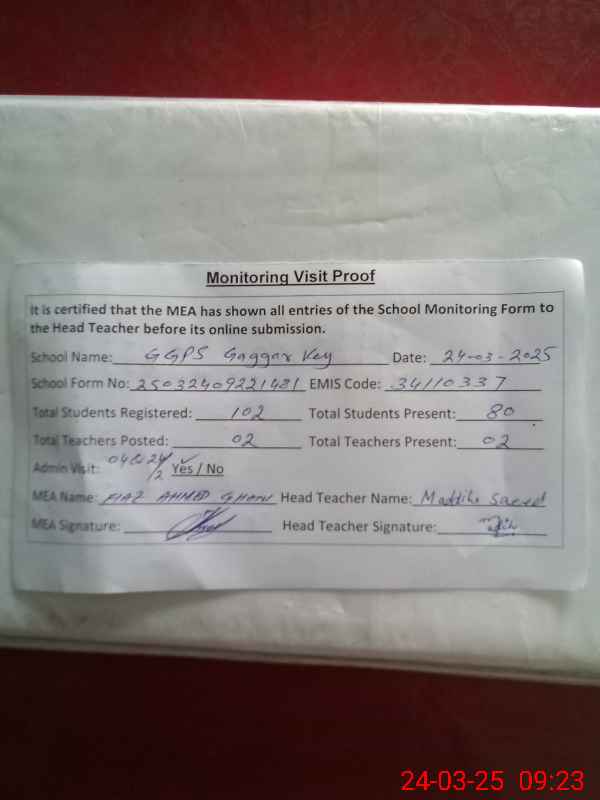 Monitoring Visit Proof
It is certified that the MEA has shown all entries of the School Monitoring Form to
the Head Teacher before its online submission.
School Name: GGPS Gaggar Key Date: 24-03-2025
School Form No: 25032409221481 EMIS Code: 34110337
Total Students Registered: 102 Total Students Present: 80
Total Teachers Posted: 02 Total Teachers Present: 02
Admin Visit: Yes / No
MEA Name: FIAZ AHMED GHANI Head Teacher Name: Maddiha Saeed
MEA Signature: Head Teacher Signature:
24-03-25 09:23